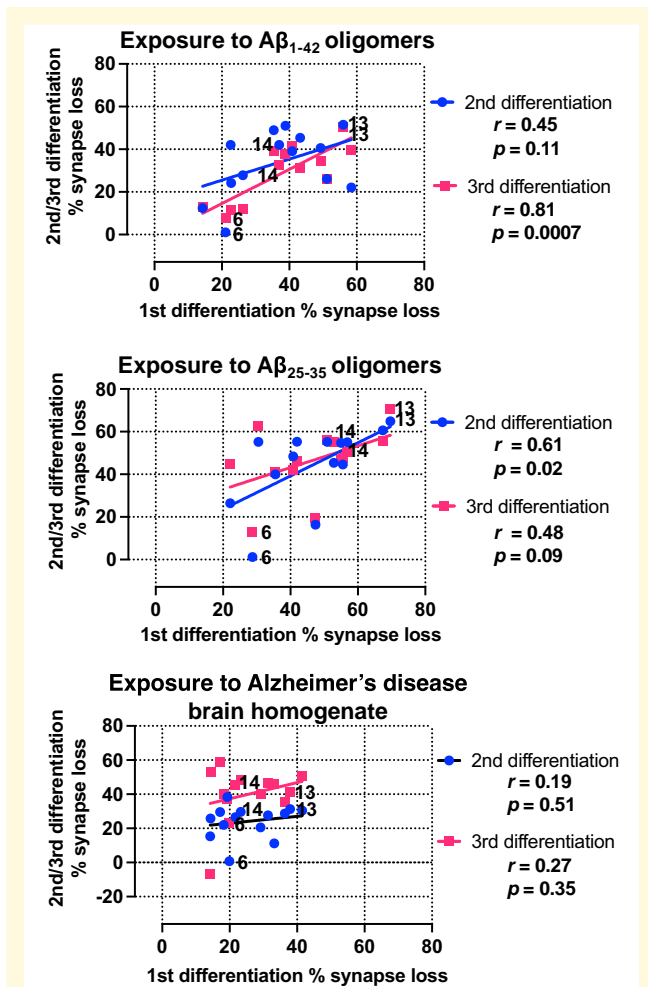 Exposure to Aβ1-42 oligomers
2nd/3rd differentiation
% synapse loss
80
60
40
20
0
13
13
14
14
6
6
0 20 40 60 80
1st differentiation % synapse loss
2nd differentiation
r = 0.45
p = 0.11
3rd differentiation
r = 0.81
p = 0.0007
Exposure to Aβ25-35 oligomers
2nd/3rd differentiation
% synapse loss
80
60
40
20
0
13
13
14
14
6
6
0 20 40 60 80
1st differentiation % synapse loss
2nd differentiation
r = 0.61
p = 0.02
3rd differentiation
r = 0.48
p = 0.09
Exposure to Alzheimer’s disease
brain homogenate
2nd/3rd differentiation
% synapse loss
80
60
40
20
0
-20
14
13
14
13
6
6
0 20 40 60 80
1st differentiation % synapse loss
2nd differentiation
r = 0.19
p = 0.51
3rd differentiation
r = 0.27
p = 0.35